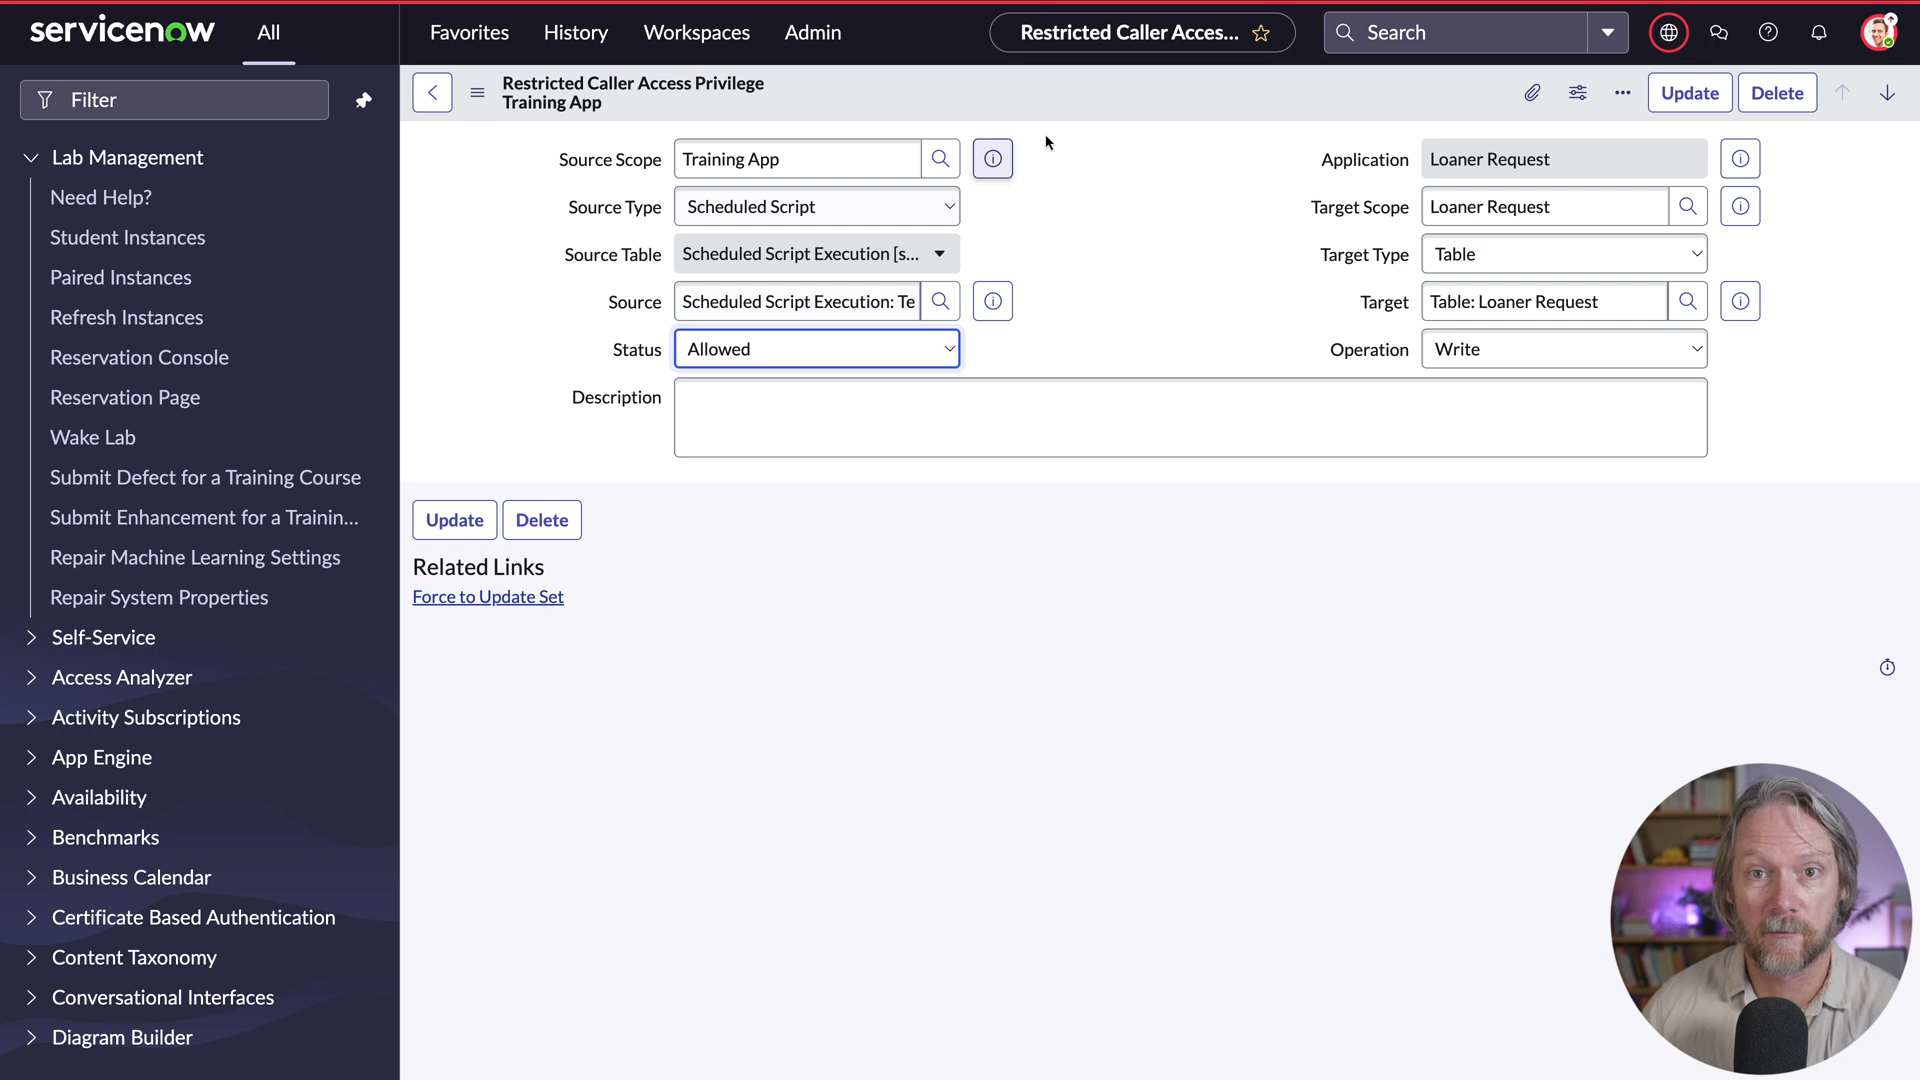 servicenow
All
Favorites
History
Workspaces
Admin
Restricted Caller Acces...
Search
Filter
Restricted Caller Access Privilege
Training App
Update
Delete
Lab Management
Need Help?
Student Instances
Paired Instances
Refresh Instances
Reservation Console
Reservation Page
Wake Lab
Submit Defect for a Training Course
Submit Enhancement for a Trainin...
Repair Machine Learning Settings
Repair System Properties
Self-Service
Access Analyzer
Activity Subscriptions
App Engine
Availability
Benchmarks
Business Calendar
Certificate Based Authentication
Content Taxonomy
Conversational Interfaces
Diagram Builder
Source Scope
Training App
Source Type
Scheduled Script
Source Table
Scheduled Script Execution [s...
Source
Scheduled Script Execution: Te
Status
Allowed
Application
Loaner Request
Target Scope
Loaner Request
Target Type
Table
Target
Table: Loaner Request
Operation
Write
Description
Update
Delete
Related Links
Force to Update Set